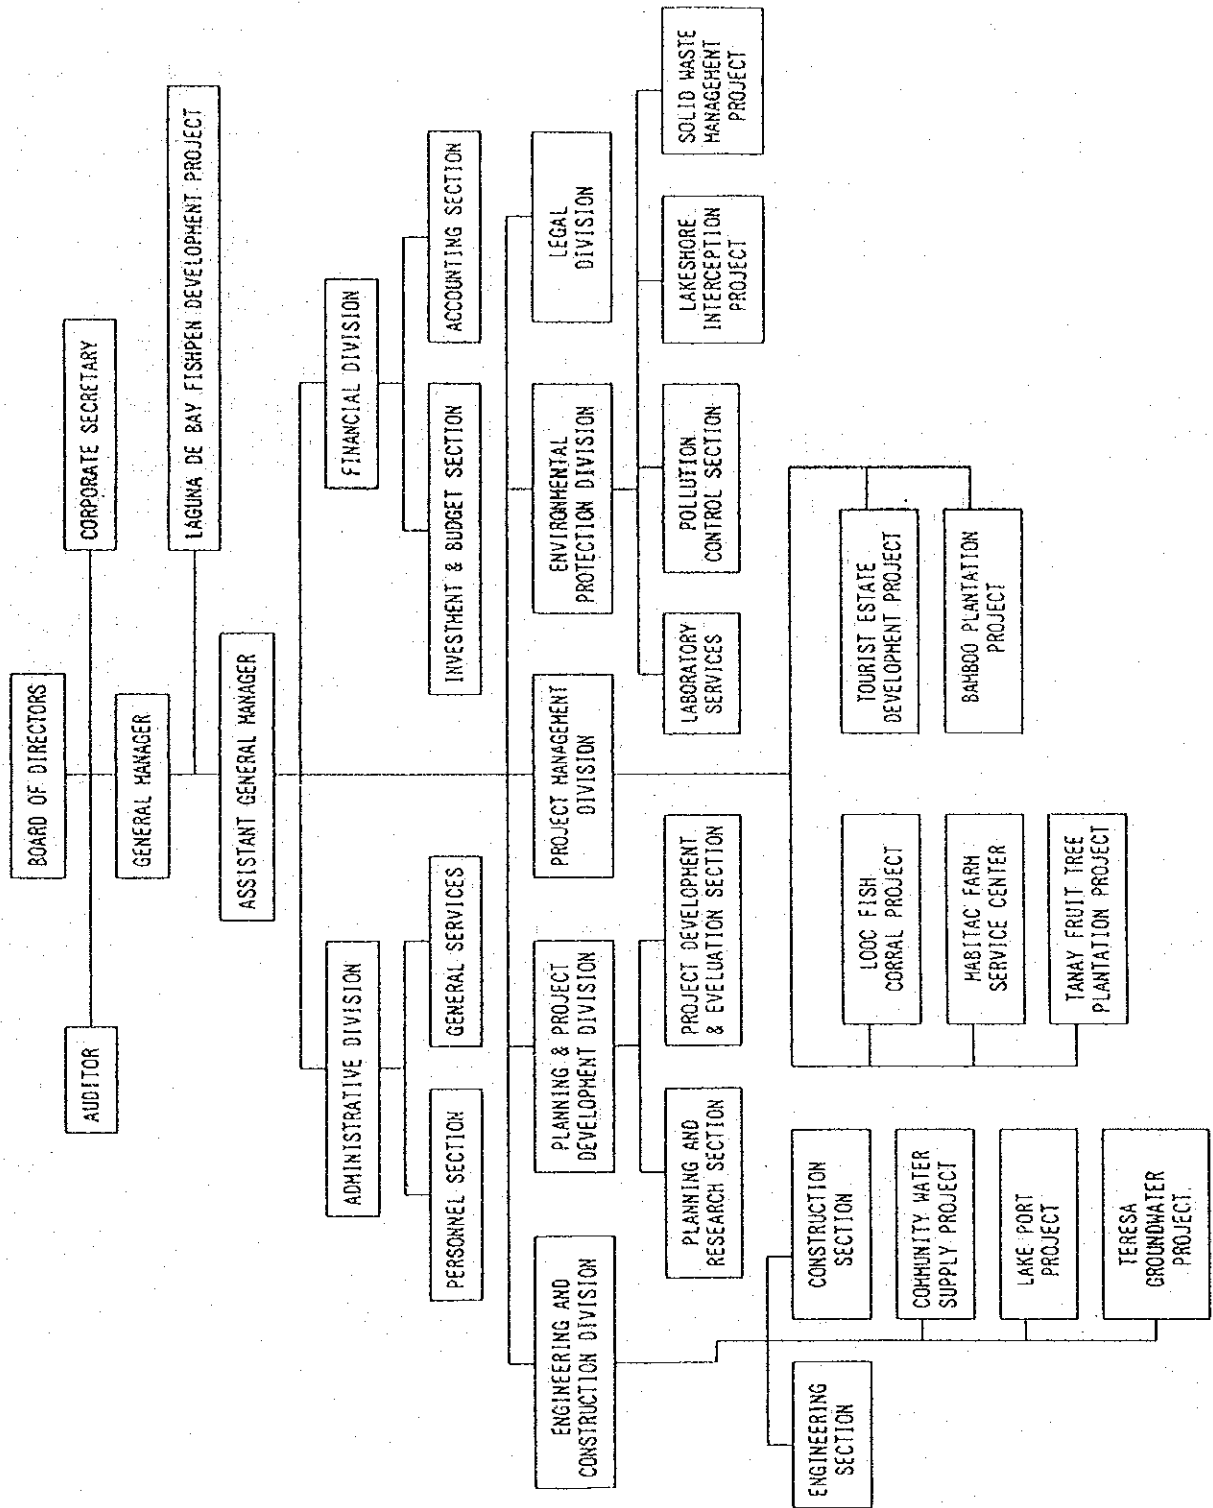 BOARD OF DIRECTORS
AUDITOR
CORPORATE SECRETARY
GENERAL MANAGER
LAGUNA DE BAY FISHPEN DEVELOPMENT PROJECT
ASSISTANT GENERAL MANAGER
ADMINISTRATIVE DIVISION
FINANCIAL DIVISION
PERSONNEL SECTION
GENERAL SERVICES
INVESTMENT & BUDGET SECTION
ACCOUNTING SECTION
ENGINEERING AND
CONSTRUCTION DIVISION
PLANNING & PROJECT
DEVELOPMENT DIVISION
PROJECT MANAGEMENT
DIVISION
ENVIRONMENTAL
PROTECTION DIVISION
LEGAL
DIVISION
PLANNING AND
RESEARCH SECTION
PROJECT DEVELOPMENT
& EVELUATION SECTION
LABORATORY
SERVICES
POLLUTION
CONTROL SECTION
LAKESHORE
INTERCEPTION
PROJECT
SOLID WASTE
MANAGEMENT
PROJECT
ENGINEERING
SECTION
CONSTRUCTION
SECTION
COMMUNITY WATER
SUPPLY PROJECT
LAKE PORT
PROJECT
TERESA
GROUNDWATER
PROJECT.
LOOC FISH
CORRAL PROJECT
MABITAC FARM
SERVICE CENTER
TANAY FRUIT TREE
PLANTATION PROJECT
TOURIST ESTATE
DEVELOPMENT PROJECT
BAMBOO PLANTATION
PROJECT